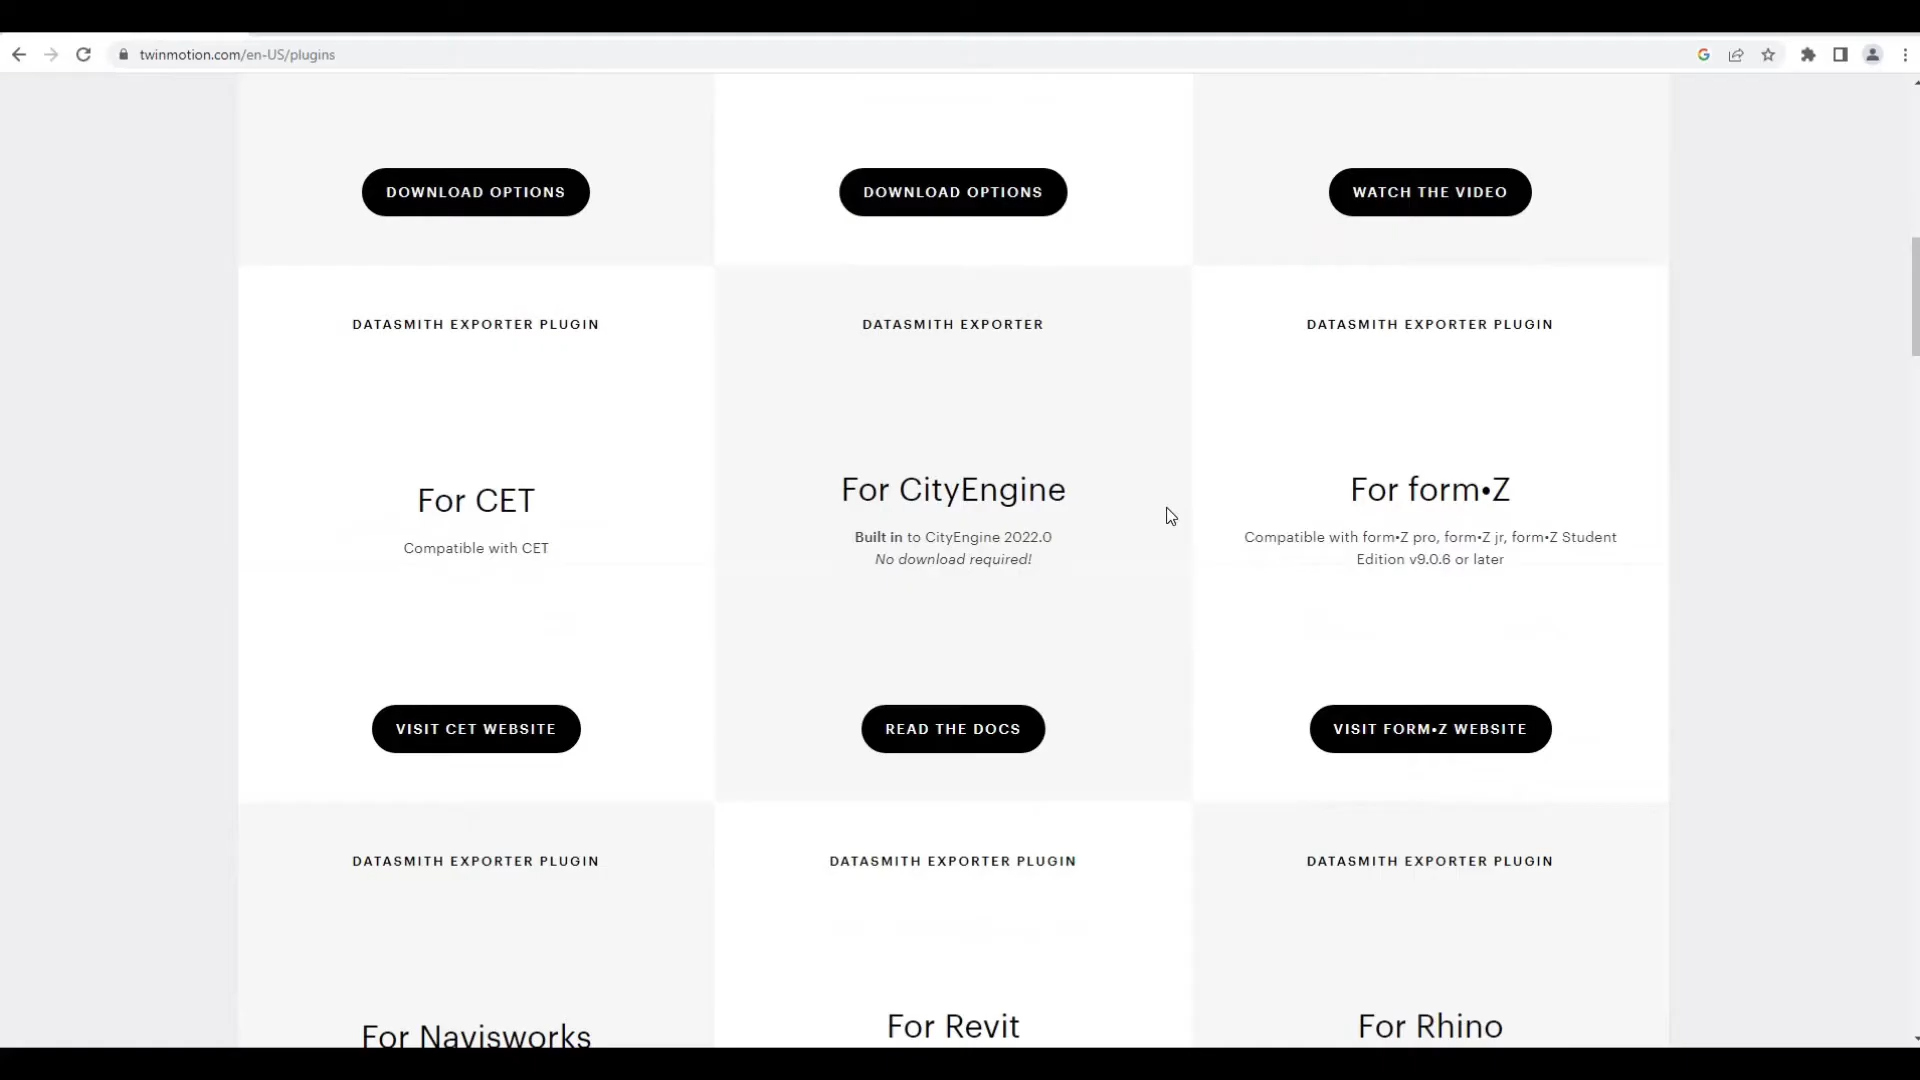 twinmotion.com/en-US/plugins
DOWNLOAD OPTIONS
DOWNLOAD OPTIONS
WATCH THE VIDEO
DATASMITH EXPORTER PLUGIN
For CET
Compatible with CET
VISIT CET WEBSITE
DATASMITH EXPORTER
For CityEngine
Built in to CityEngine 2022.0
No download required!
READ THE DOCS
DATASMITH EXPORTER PLUGIN
For form•Z
Compatible with form•Z pro, form•Z jr, form•Z Student
Edition v9.0.6 or later
VISIT FORM•Z WEBSITE
DATASMITH EXPORTER PLUGIN
For Navisworks
DATASMITH EXPORTER PLUGIN
For Revit
DATASMITH EXPORTER PLUGIN
For Rhino